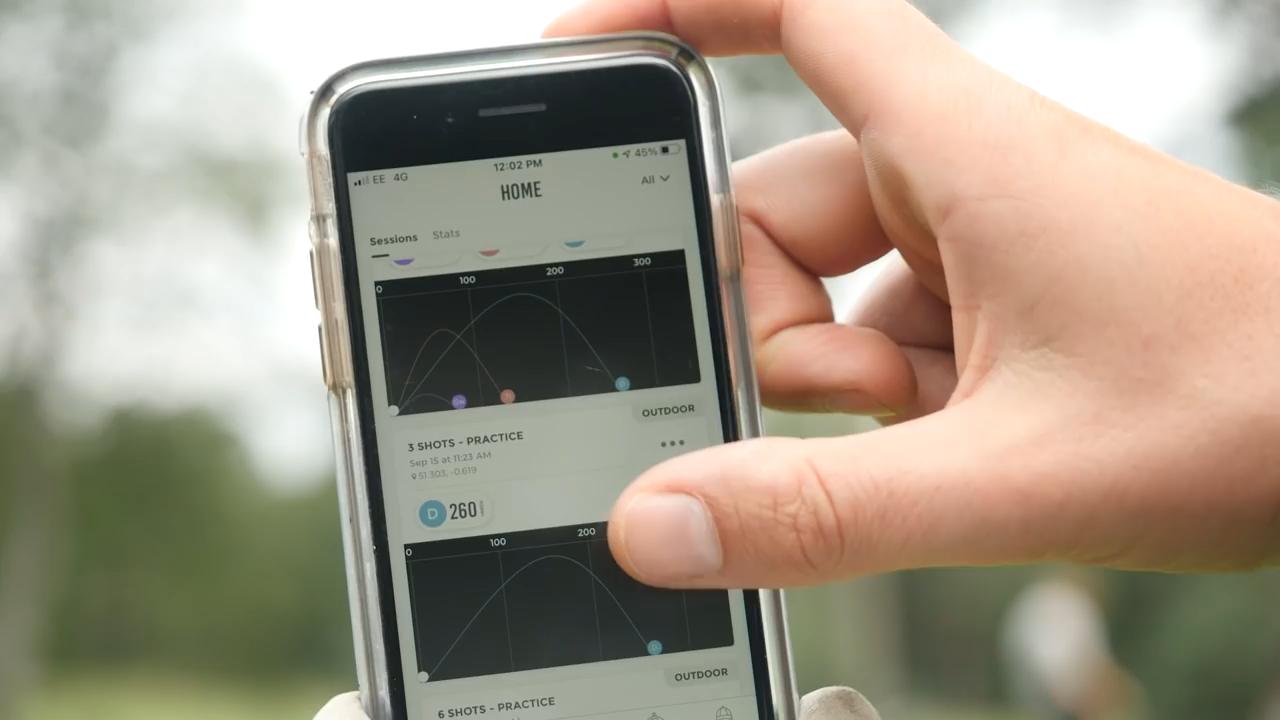 EE 4G 12:02 PM 45%
HOME All
Sessions Stats
0 100 200 300
OUTDOOR
3 SHOTS - PRACTICE
Sep 15 at 11:23 AM
51.303, -0.619
D 260
0 100 200
D
OUTDOOR
6 SHOTS - PRACTICE